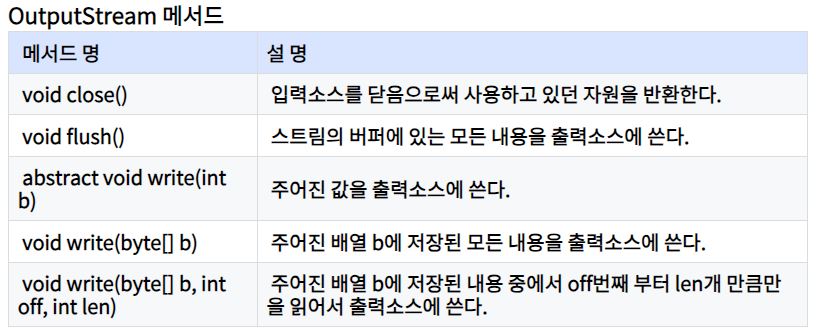 OutputStream 메서드
메서드 명
설 명
void close()
입력소스를 닫음으로써 사용하고 있던 자원을 반환한다.
void flush()
스트림의 버퍼에 있는 모든 내용을 출력소스에 쓴다.
abstract void write(int
b)
주어진 값을 출력소스에 쓴다.
void write(byte[] b)
주어진 배열 b에 저장된 모든 내용을 출력소스에 쓴다.
void write(byte[] b, int
off, int len)
주어진 배열 b에 저장된 내용 중에서 off번째 부터 len개 만큼만
을 읽어서 출력소스에 쓴다.